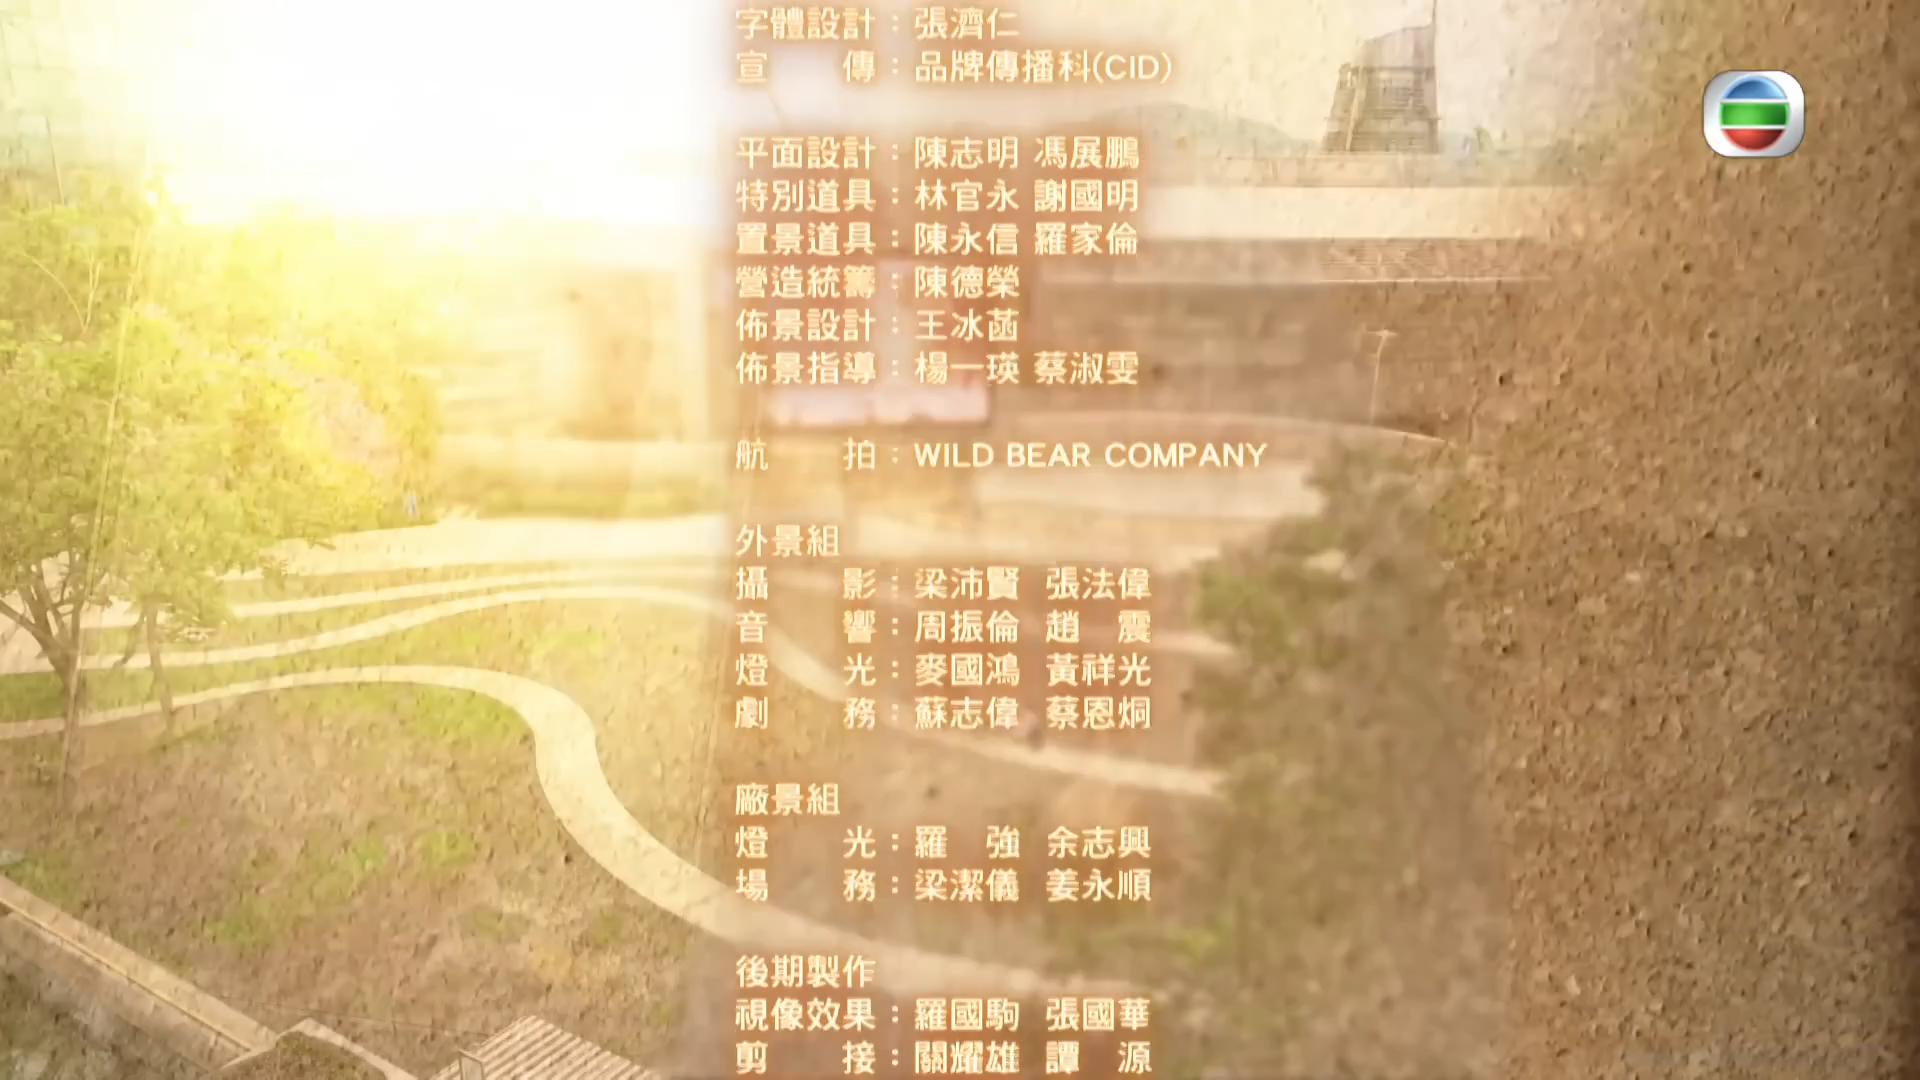 字體設計：張濟仁
宣　　傳：品牌傳播科(CID)
平面設計：陳志明 馮展鵬
特別道具：林官永 謝國明
置景道具：陳永信 羅家倫
營造統籌：陳德榮
佈景設計：王冰菡
佈景指導：楊一瑛 蔡淑雯
航　　拍：WILD BEAR COMPANY
外景組
攝　　影：梁沛賢 張法偉
音　　響：周振倫 趙　震
燈　　光：麥國鴻 黃祥光
劇　　務：蘇志偉 蔡恩炯
廠景組
燈　　光：羅　強 余志興
場　　務：梁潔儀 姜永順
後期製作
視像效果：羅國駒 張國華
剪　　接：關耀雄 譚　源